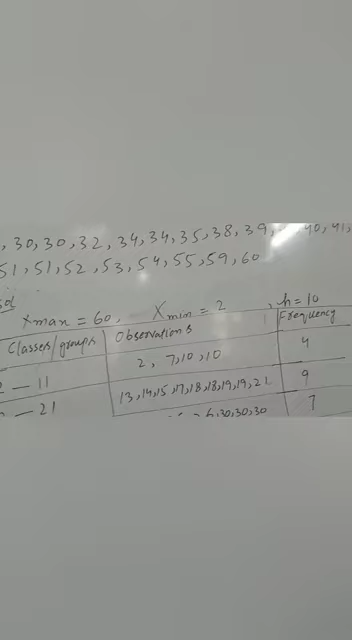 , 30, 30, 32, 34, 34, 35, 38, 39, 40, 41,
51, 51, 52, 53, 54, 55, 59, 60
Xmax = 60, Xmin = 2, h = 10
Classes/groups Observations Frequency
2 — 11 2, 7, 10, 10 4
— 21 13, 14, 15, 17, 18, 18, 19, 19, 21 9
30, 30, 30 7